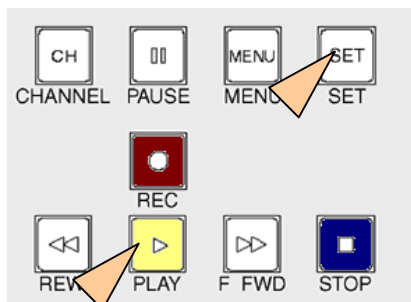 CH MENU SET
CHANNEL PAUSE MENU SET
REC
REW PLAY F FWD STOP